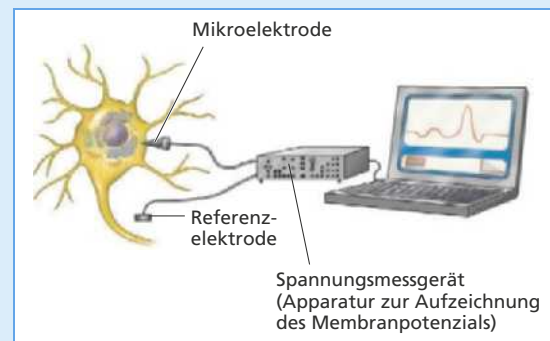 Mikroelektrode
Referenz-
elektrode
Spannungsmessgerät
(Apparatur zur Aufzeichnung
des Membranpotenzials)